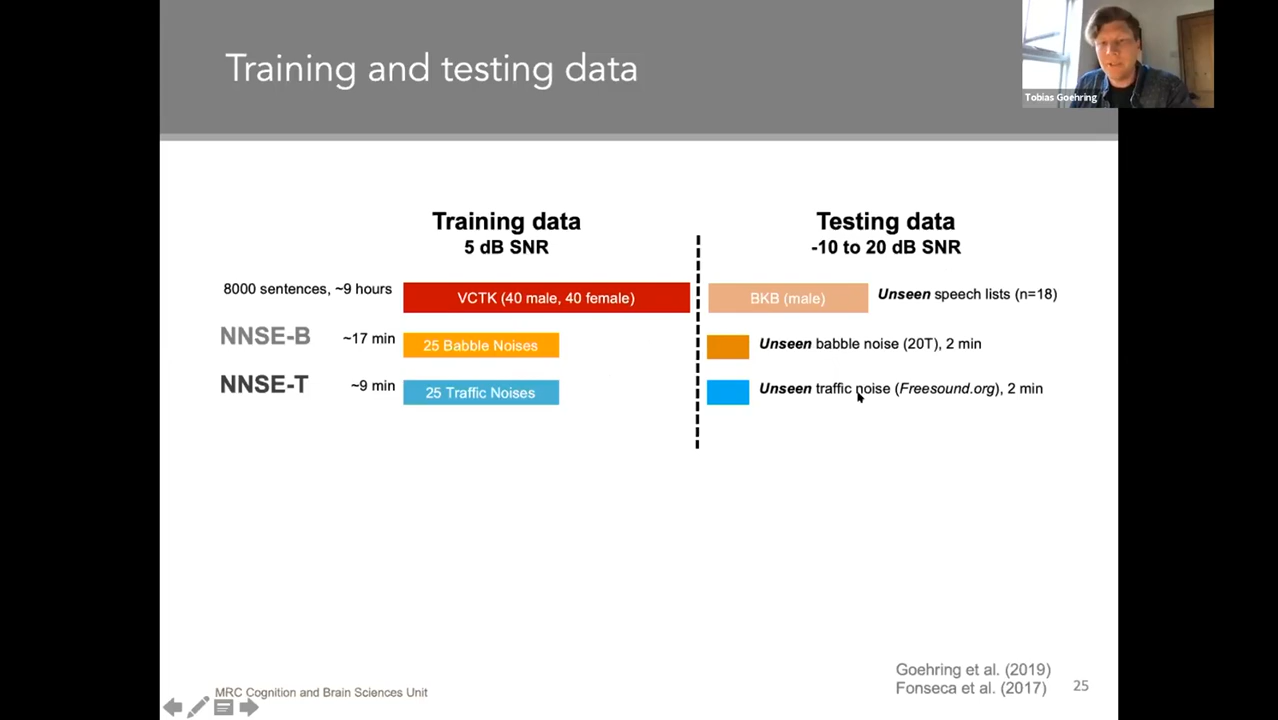 Training and testing data
Tobias Goehring
Training data
5 dB SNR
Testing data
-10 to 20 dB SNR
8000 sentences, ~9 hours
VCTK (40 male, 40 female)
BKB (male)
Unseen speech lists (n=18)
NNSE-B
~17 min
25 Babble Noises
Unseen babble noise (20T), 2 min
NNSE-T
~9 min
25 Traffic Noises
Unseen traffic noise (Freesound.org), 2 min
Goehring et al. (2019)
Fonseca et al. (2017)
25
MRC Cognition and Brain Sciences Unit